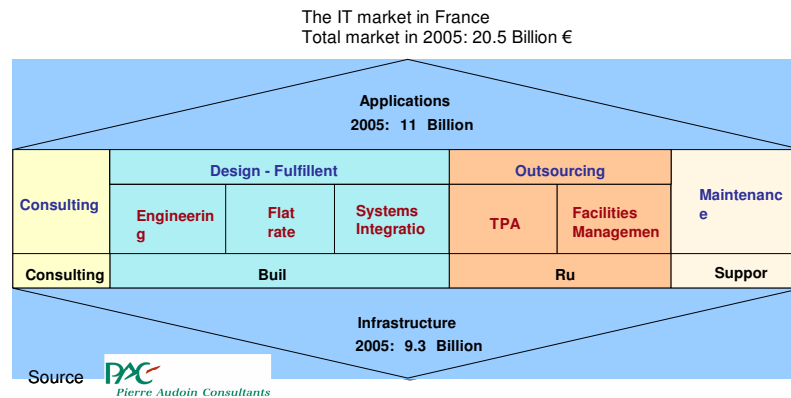 The IT market in France
Total market in 2005: 20.5 Billion €
Applications
2005: 11 Billion
Consulting
Design - Fulfillent
Outsourcing
Maintenanc
e
Engineerin
g
Flat
rate
Systems
Integratio
TPA
Facilities
Managemen
Consulting
Buil
Ru
Suppor
Infrastructure
2005: 9.3 Billion
Source
PAC
Pierre Audoin Consultants